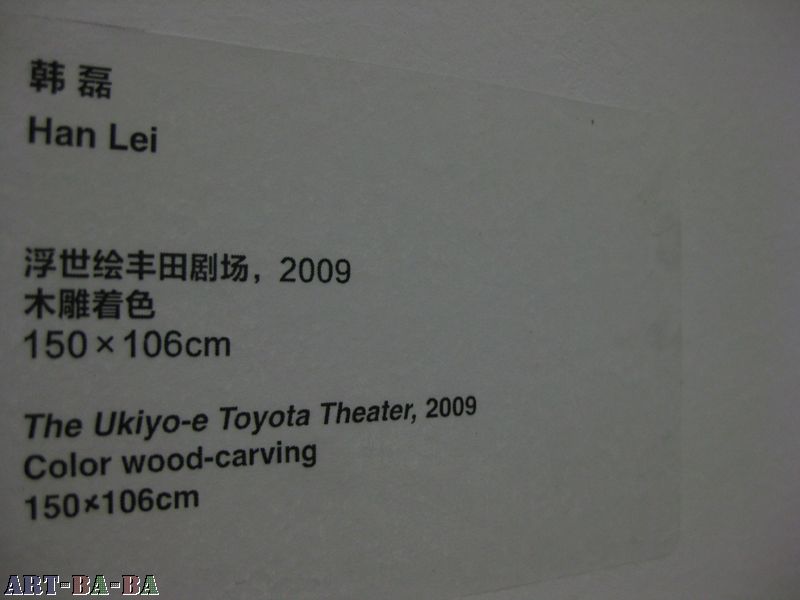 韩 磊
Han Lei
浮世绘丰田剧场，2009
木雕着色
150×106cm
The Ukiyo-e Toyota Theater, 2009
Color wood-carving
150×106cm
ART-BA-BA